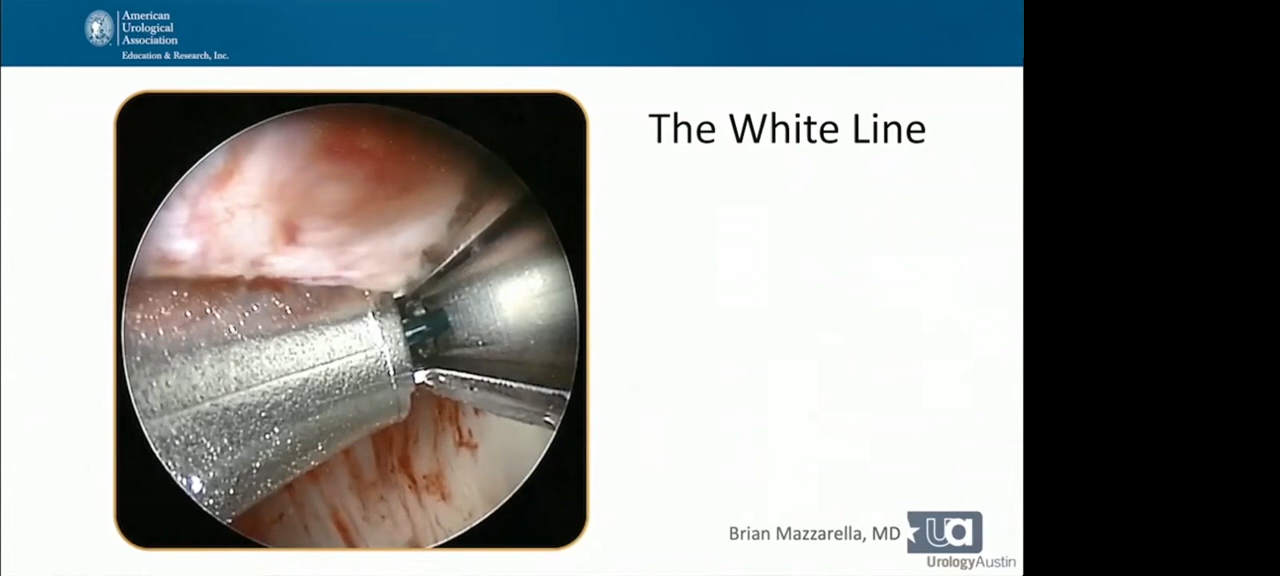 American
Urological
Association
Education & Research, Inc.
The White Line
Brian Mazzarella, MD
ua
UrologyAustin